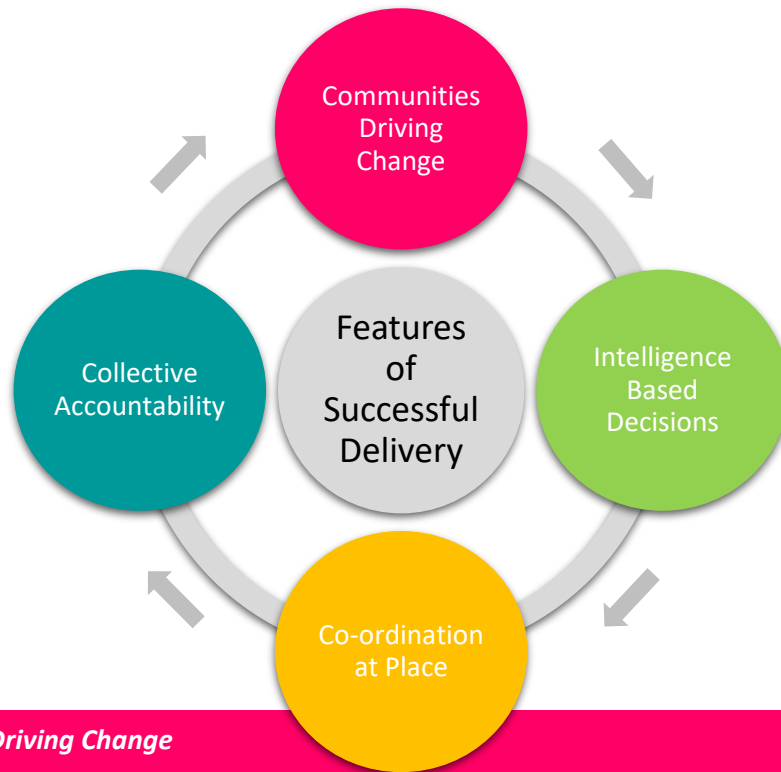 Communities
Driving
Change
Features
of
Successful
Delivery
Collective
Accountability
Intelligence
Based
Decisions
Co-ordination
at Place
Driving Change